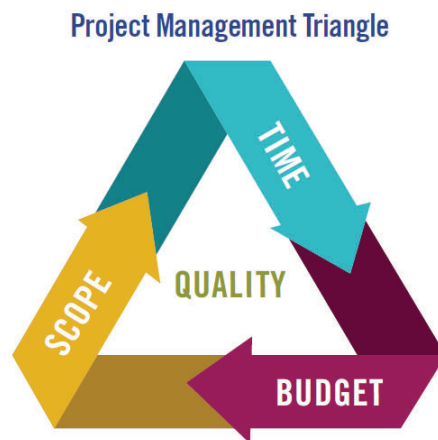 Project Management Triangle
TIME
SCOPE
QUALITY
BUDGET